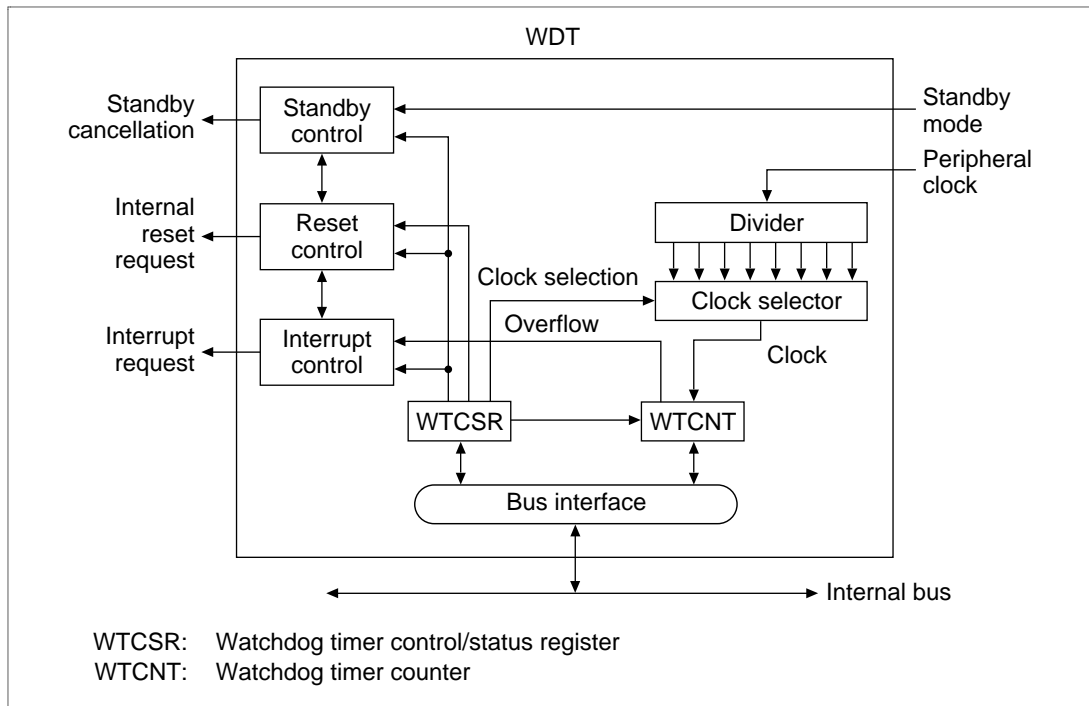 WDT
Standby
cancellation
Standby
control
Standby
mode
Peripheral
clock
Internal
reset
request
Reset
control
Divider
Clock selection
Clock selector
Interrupt
request
Interrupt
control
Overflow
Clock
WTCSR
WTCNT
Bus interface
Internal bus
WTCSR: Watchdog timer control/status register
WTCNT: Watchdog timer counter